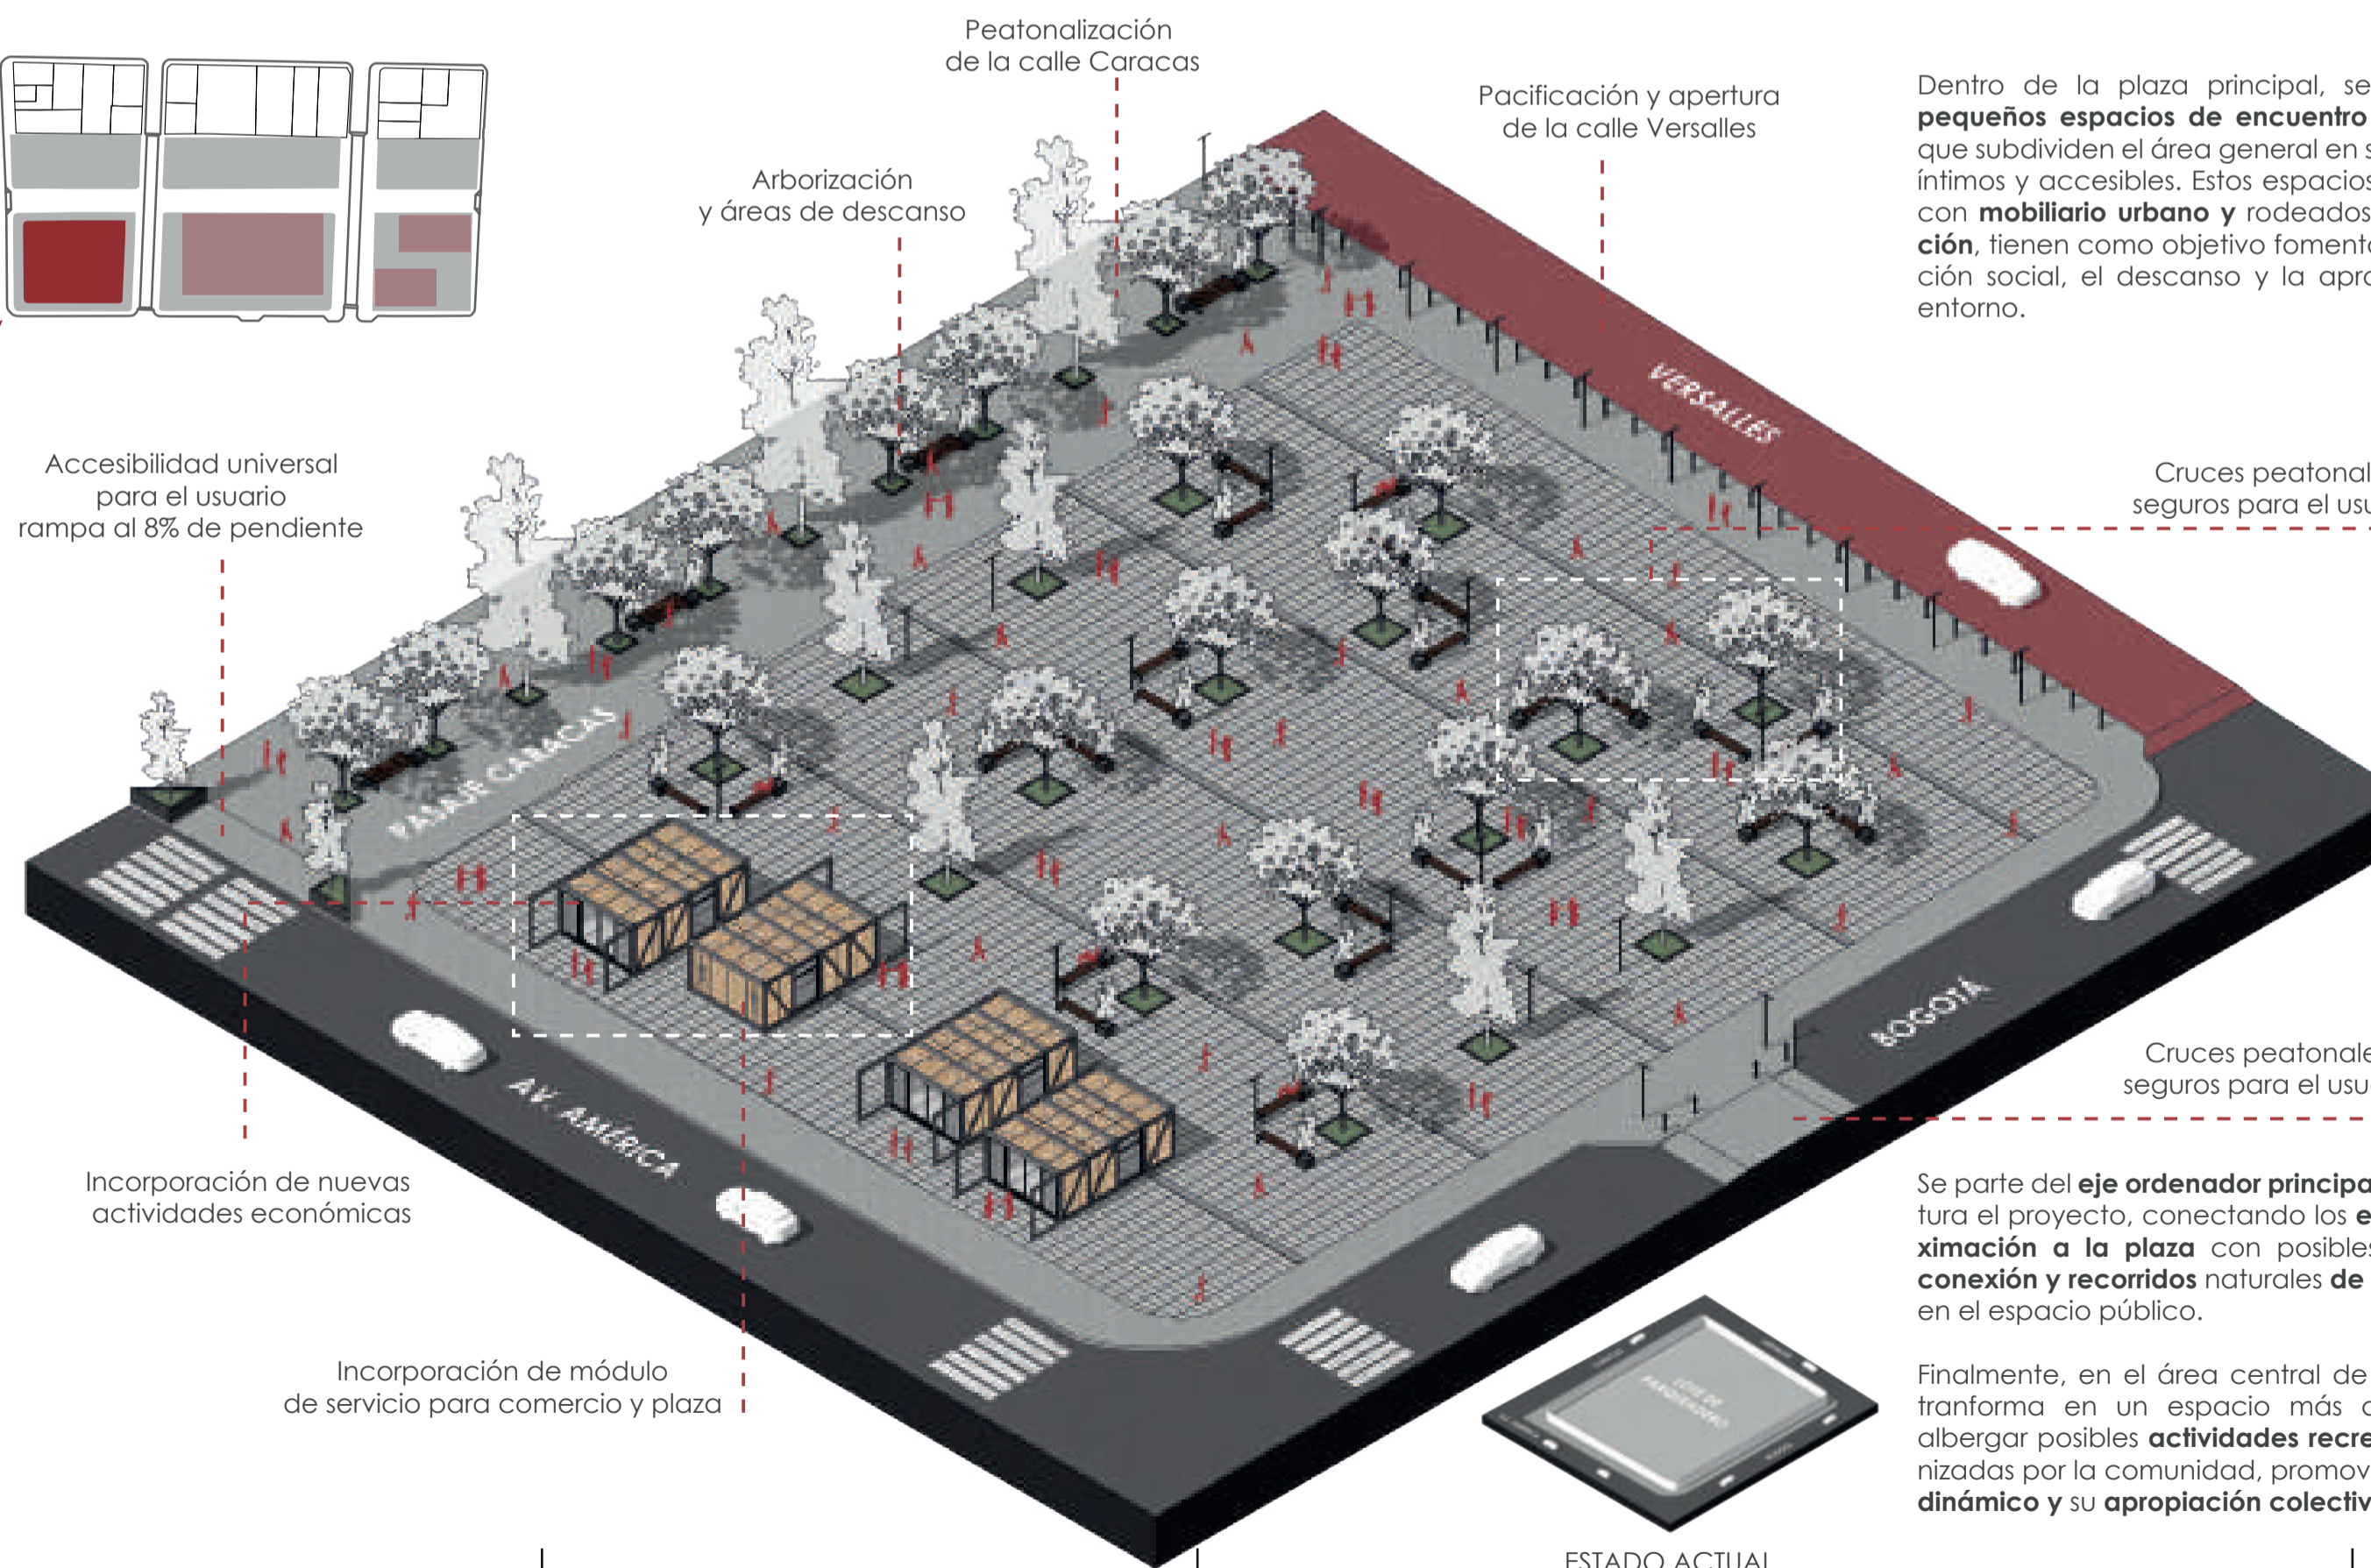 Peatonalización
de la calle Caracas
Pacificación y apertura
de la calle Versalles
Arborización
y áreas de descanso
Accesibilidad universal
para el usuario
rampa al 8% de pendiente
Dentro de la plaza principal, se
pequeños espacios de encuentro
que subdividen el área general en s
íntimos y accesibles. Estos espacios
con mobiliario urbano y rodeados
ción, tienen como objetivo foment
ción social, el descanso y la apro
entorno.
VERSALLES
Cruces peatonal
seguros para el usu
PASAJE CARACAS
AV. AMÉRICA
BOGOTÁ
Cruces peatonale
seguros para el usu
Incorporación de nuevas
actividades económicas
Incorporación de módulo
de servicio para comercio y plaza
Se parte del eje ordenador principa
tura el proyecto, conectando los e
ximación a la plaza con posibles
conexión y recorridos naturales de
en el espacio público.
Finalmente, en el área central de
tranforma en un espacio más
albergar posibles actividades recre
nizadas por la comunidad, promov
dinámico y su apropiación colectiv
LOTE DE
PARQUEADERO
ESTADO ACTUAL